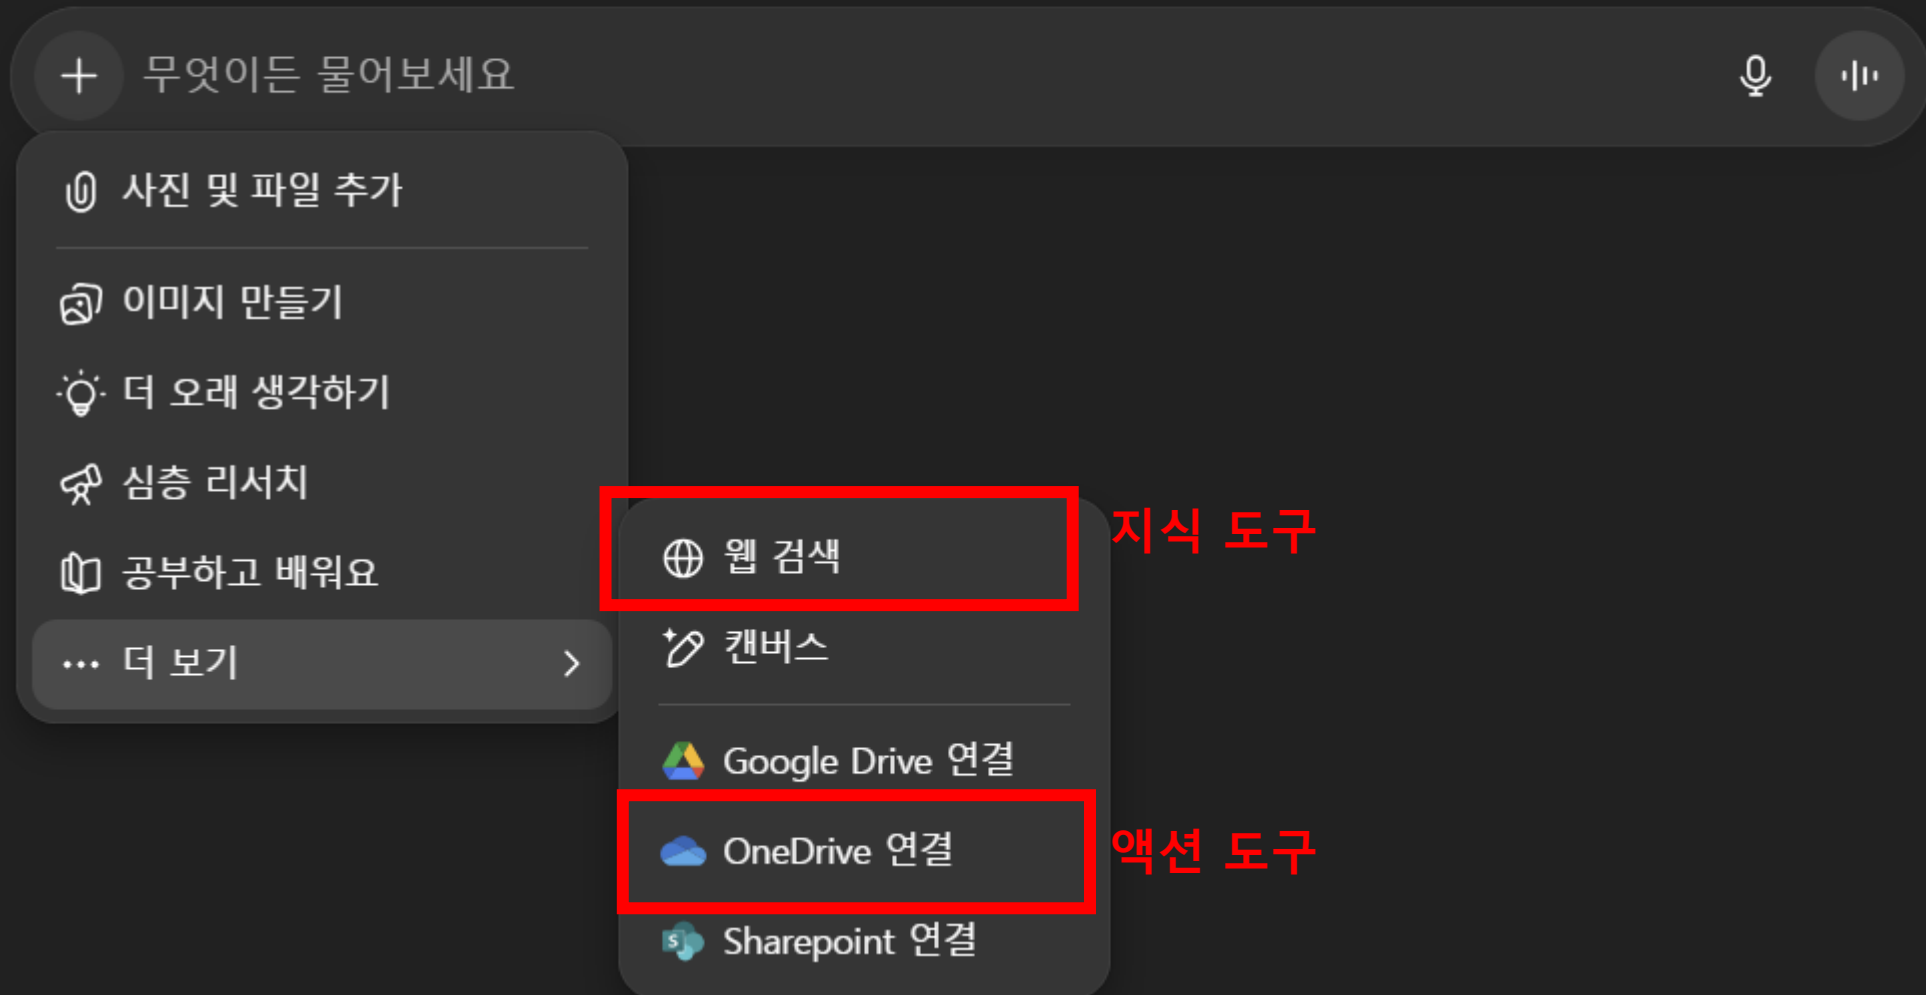 무엇이든 물어보세요
사진 및 파일 추가
이미지 만들기
더 오래 생각하기
심층 리서치
공부하고 배워요
더 보기
웹 검색
지식 도구
캔버스
Google Drive 연결
OneDrive 연결
액션 도구
Sharepoint 연결